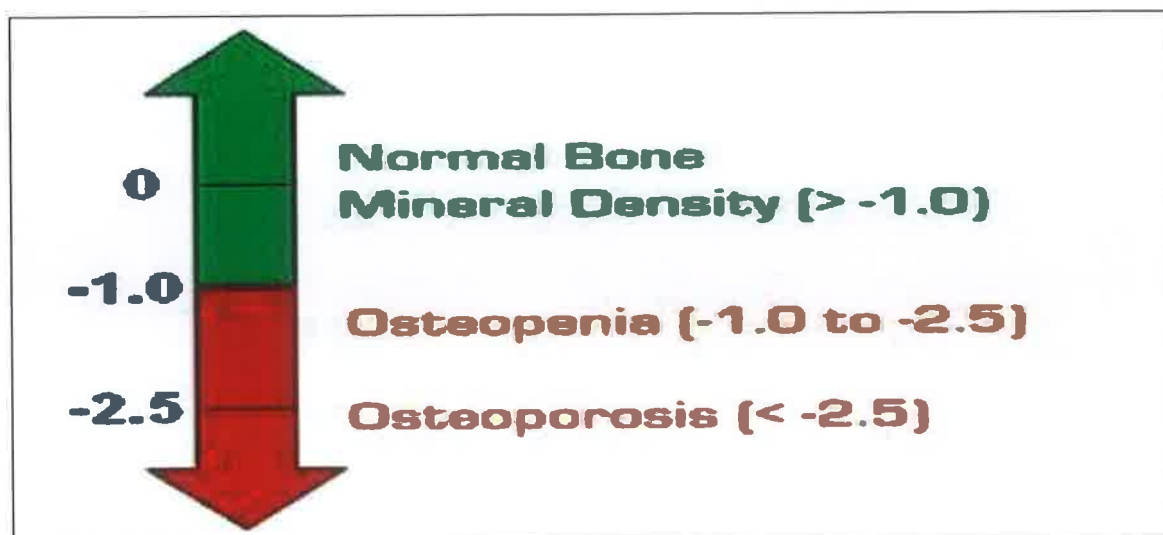 0
Normal Bone
Mineral Density (> -1.0)
-1.0
Osteopenia (-1.0 to -2.5)
-2.5
Osteoporosis (< -2.5)